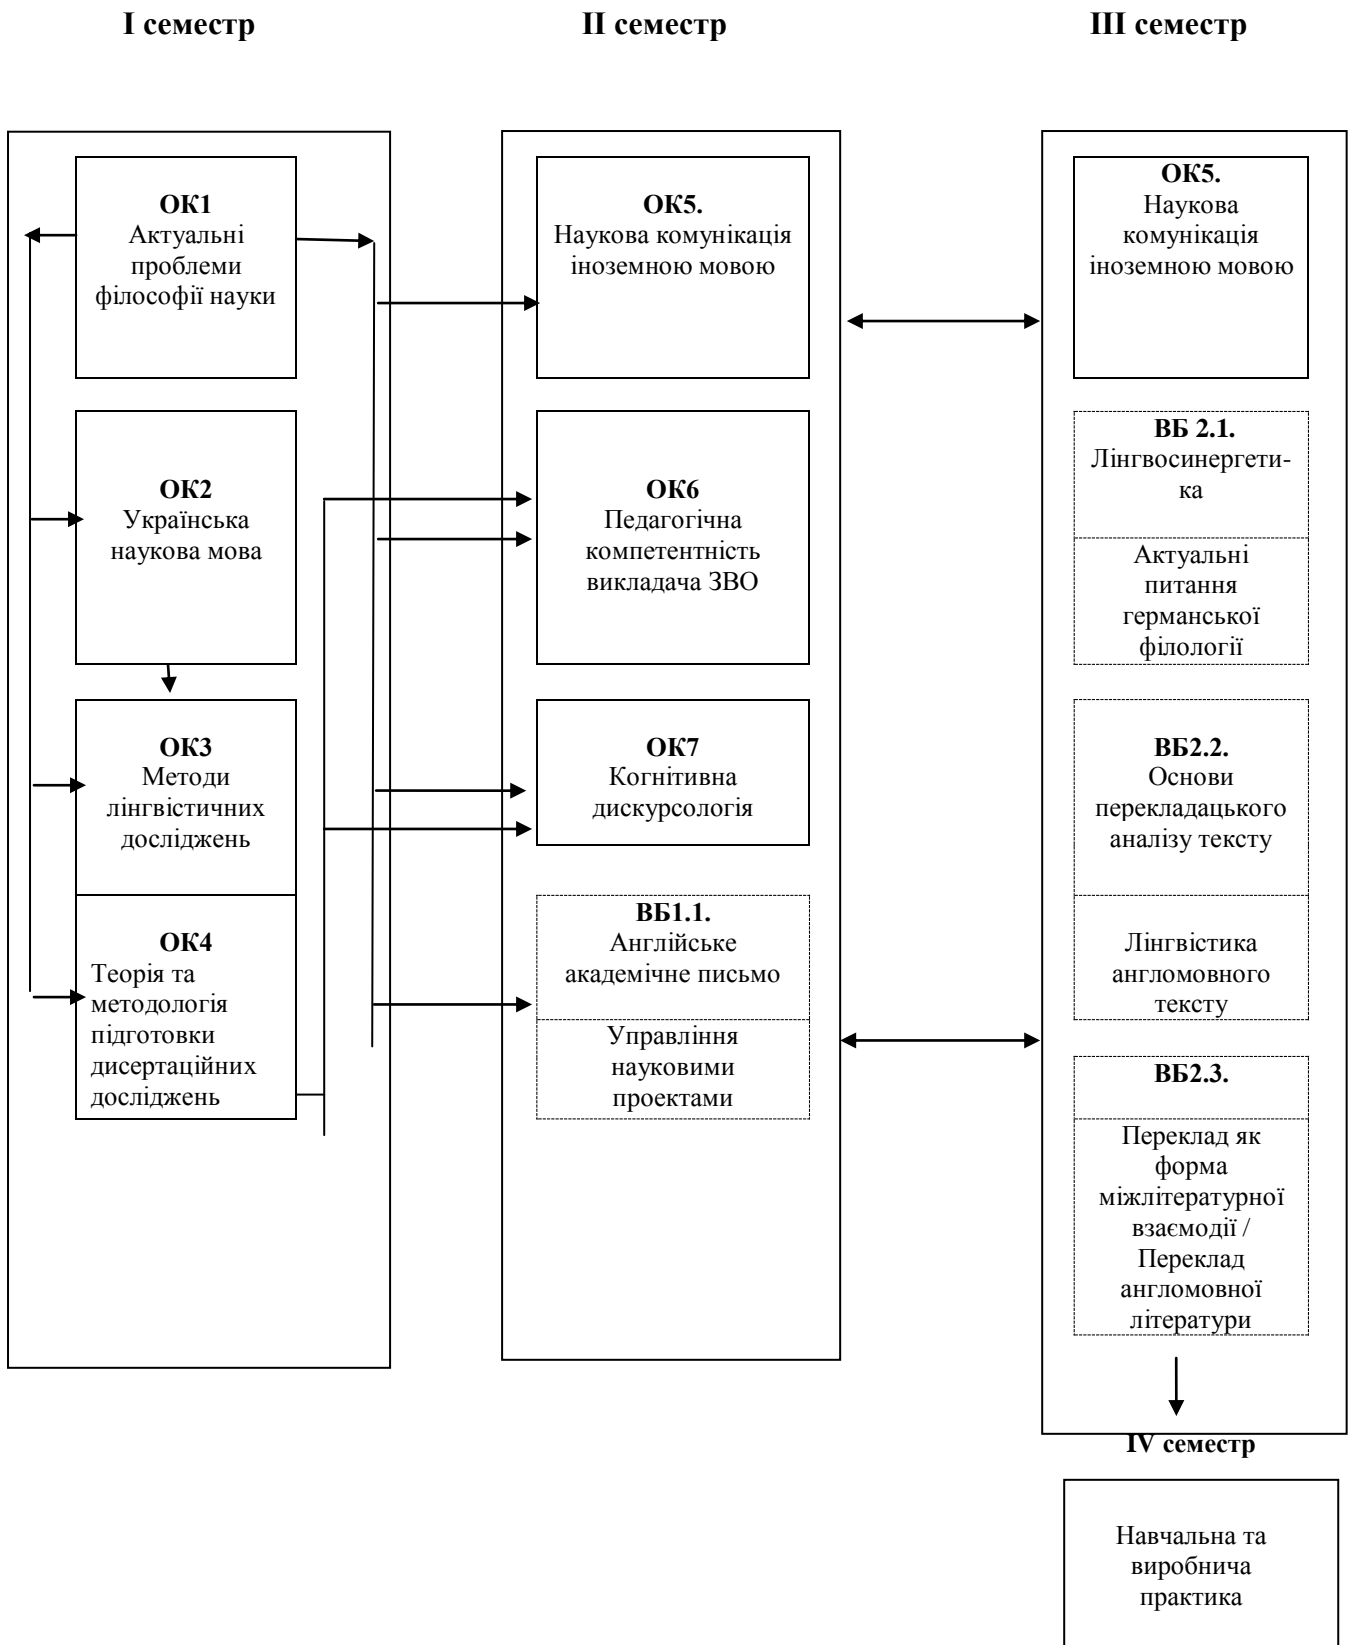 I семестр
II семестр
III семестр
ОК1
Актуальні
проблеми
філософії науки
ОК2
Українська
наукова мова
ОК3
Методи
лінгвістичних
досліджень
ОК4
Теорія та
методологія
підготовки
дисертаційних
досліджень
ОК5.
Наукова комунікація
іноземною мовою
ОК6
Педагогічна
компетентність
викладача ЗВО
ОК7
Когнітивна
дискурсологія
ВБ1.1.
Англійське
академічне письмо
Управління
науковими
проектами
ОК5.
Наукова
комунікація
іноземною мовою
ВБ 2.1.
Лінгвосинергети-
ка
Актуальні
питання
германської
філології
ВБ2.2.
Основи
перекладацького
аналізу тексту
Лінгвістика
англомовного
тексту
ВБ2.3.
Переклад як
форма
міжлітературної
взаємодії /
Переклад
англомовної
літератури
IV семестр
Навчальна та
виробнича
практика